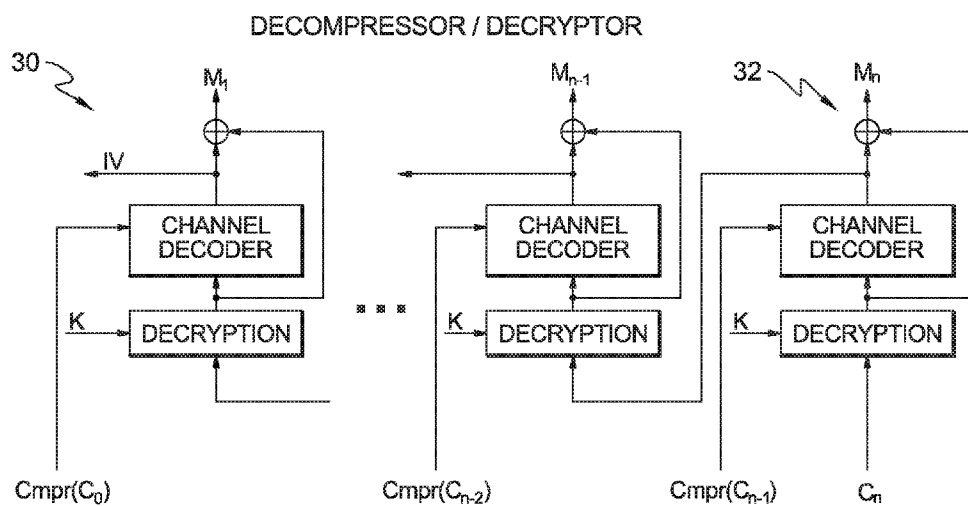 DECOMPRESSOR / DECRYPTOR
30
32
M1
Mn-1
Mn
IV
CHANNEL
DECODER
CHANNEL
DECODER
CHANNEL
DECODER
K
DECRYPTION
K
DECRYPTION
K
DECRYPTION
Cmpr(C0)
Cmpr(Cn-2)
Cmpr(Cn-1)
Cn